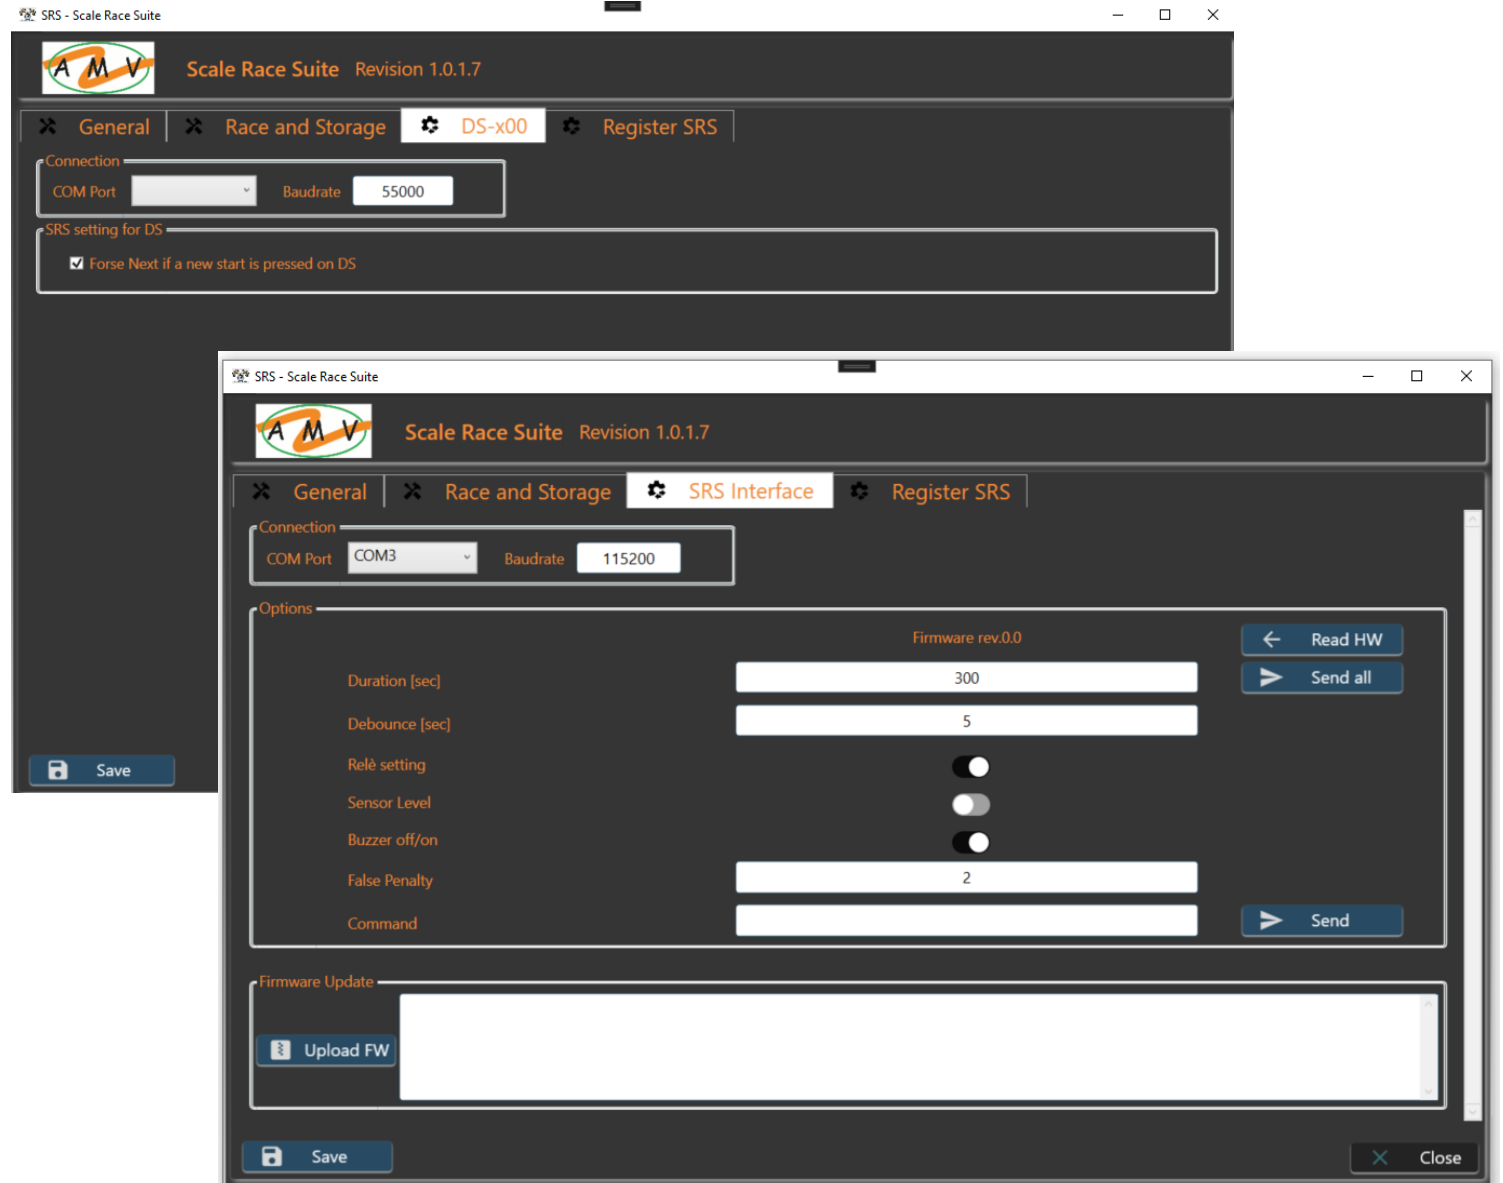 SRS - Scale Race Suite
AMV Scale Race Suite Revision 1.0.1.7
General Race and Storage DS-x00 Register SRS
Connection
COM Port Baudrate 55000
SRS setting for DS
Forse Next if a new start is pressed on DS
Save
SRS - Scale Race Suite
AMV Scale Race Suite Revision 1.0.1.7
General Race and Storage SRS Interface Register SRS
Connection
COM Port COM3 Baudrate 115200
Options
Firmware rev.0.0 Read HW
Duration [sec] 300 Send all
Debounce [sec] 5
Relè setting
Sensor Level
Buzzer off/on
False Penalty 2
Command Send
Firmware Update
Upload FW
Save Close